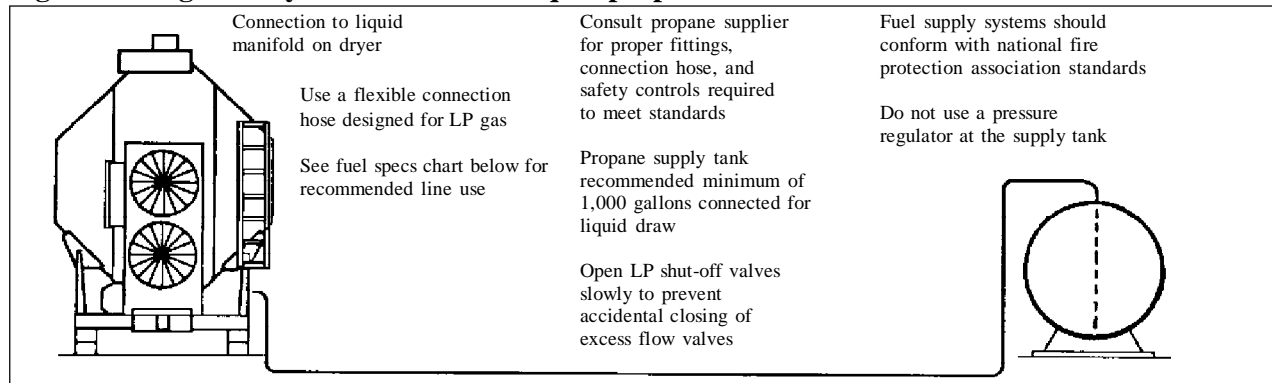 Connection to liquid
manifold on dryer
Use a flexible connection
hose designed for LP gas
See fuel specs chart below for
recommended line use
Consult propane supplier
for proper fittings,
connection hose, and
safety controls required
to meet standards
Propane supply tank
recommended minimum of
1,000 gallons connected for
liquid draw
Open LP shut-off valves
slowly to prevent
accidental closing of
excess flow valves
Fuel supply systems should
conform with national fire
protection association standards
Do not use a pressure
regulator at the supply tank